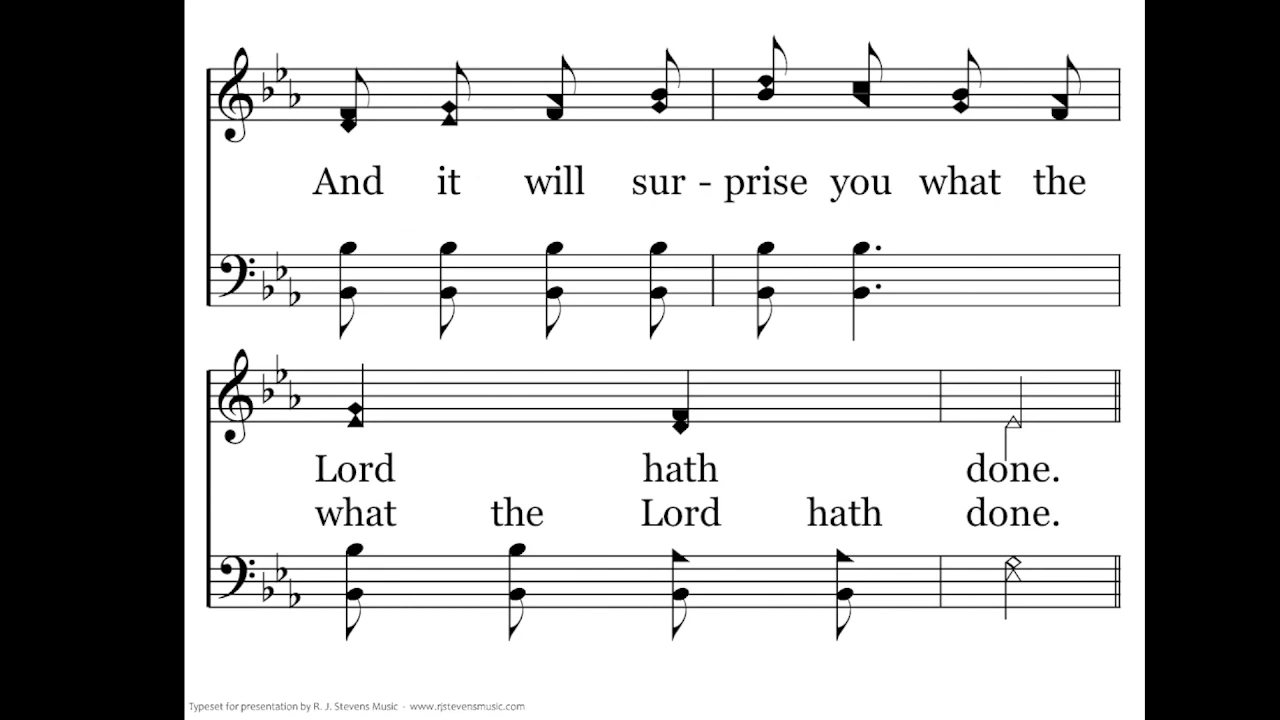 And it will sur - prise you what the
Lord hath done.
what the Lord hath done.
Typeset for presentation by R. J. Stevens Music - www.rjstevensmusic.com